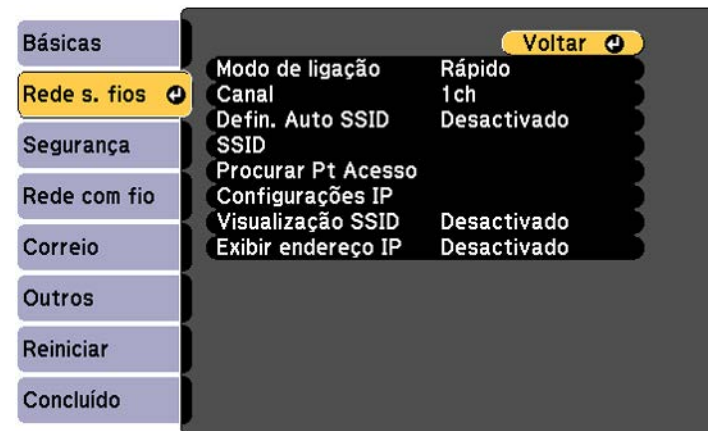 Básicas
Rede s. fios
Segurança
Rede com fio
Correio
Outros
Reiniciar
Concluído
Voltar
Modo de ligação Rápido
Canal 1ch
Defin. Auto SSID Desactivado
SSID
Procurar Pt Acesso
Configurações IP
Visualização SSID Desactivado
Exibir endereço IP Desactivado